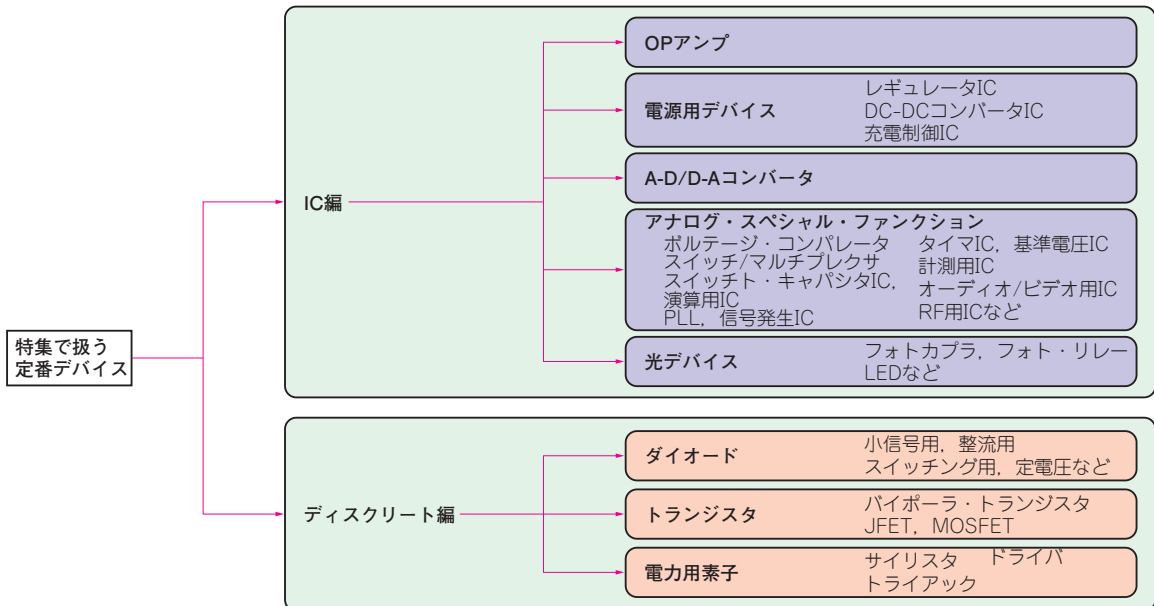 特集で扱う
定番デバイス
IC編
OPアンプ
電源用デバイス
レギュレータIC
DC-DCコンバータIC
充電制御IC
A-D/D-Aコンバータ
アナログ・スペシャル・ファンクション
ボルテージ・コンパレータ
スイッチ/マルチプレクサ
スイッチト・キャパシタIC,
演算用IC
PLL, 信号発生IC
タイマIC, 基準電圧IC
計測用IC
オーディオ/ビデオ用IC
RF用ICなど
光デバイス
フォトカプラ, フォト・リレー
LEDなど
ディスクリート編
ダイオード
小信号用, 整流用
スイッチング用, 定電圧など
トランジスタ
バイポーラ・トランジスタ
JFET, MOSFET
電力用素子
サイリスタ ドライバ
トライアック